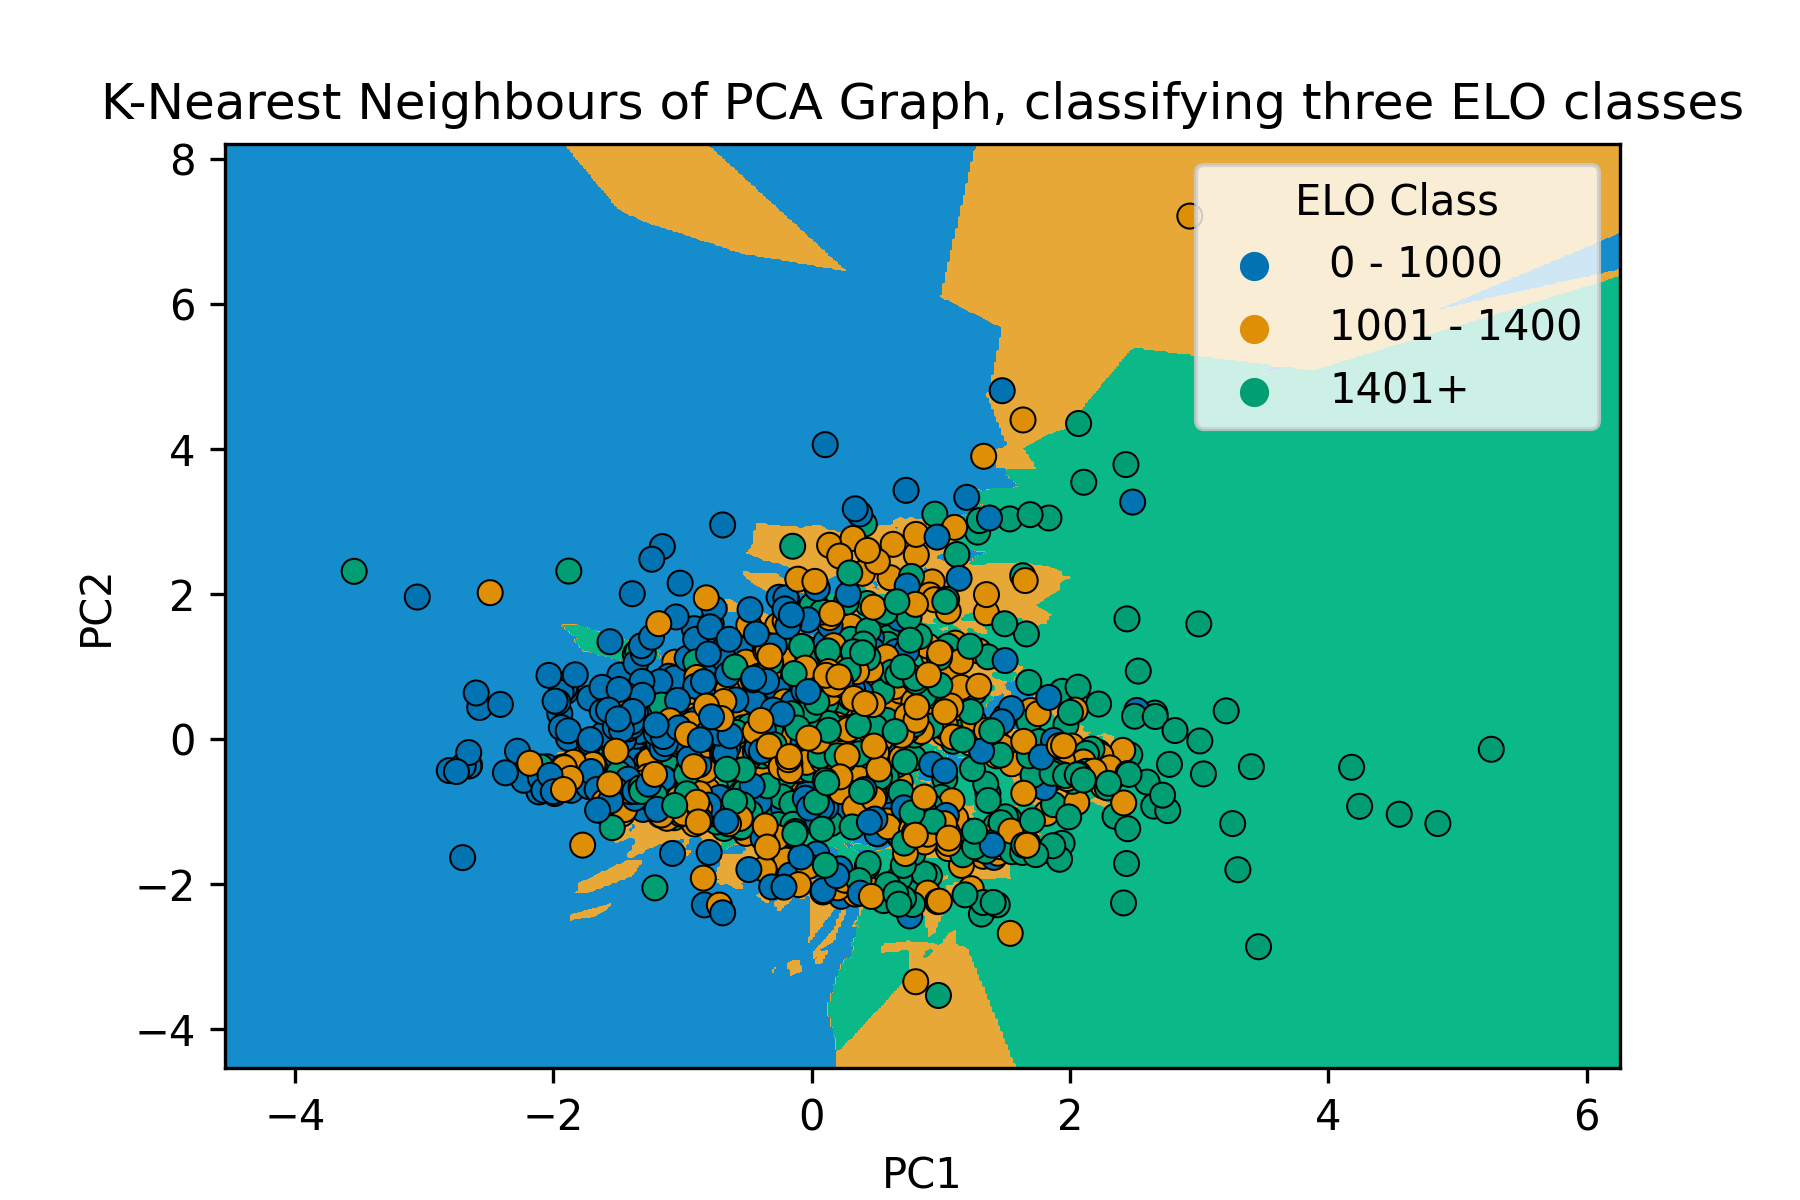 K-Nearest Neighbours of PCA Graph, classifying three ELO classes
8
6
4
2
0
−2
−4
PC2
ELO Class
0 - 1000
1001 - 1400
1401+
−4
−2
0
2
4
6
PC1